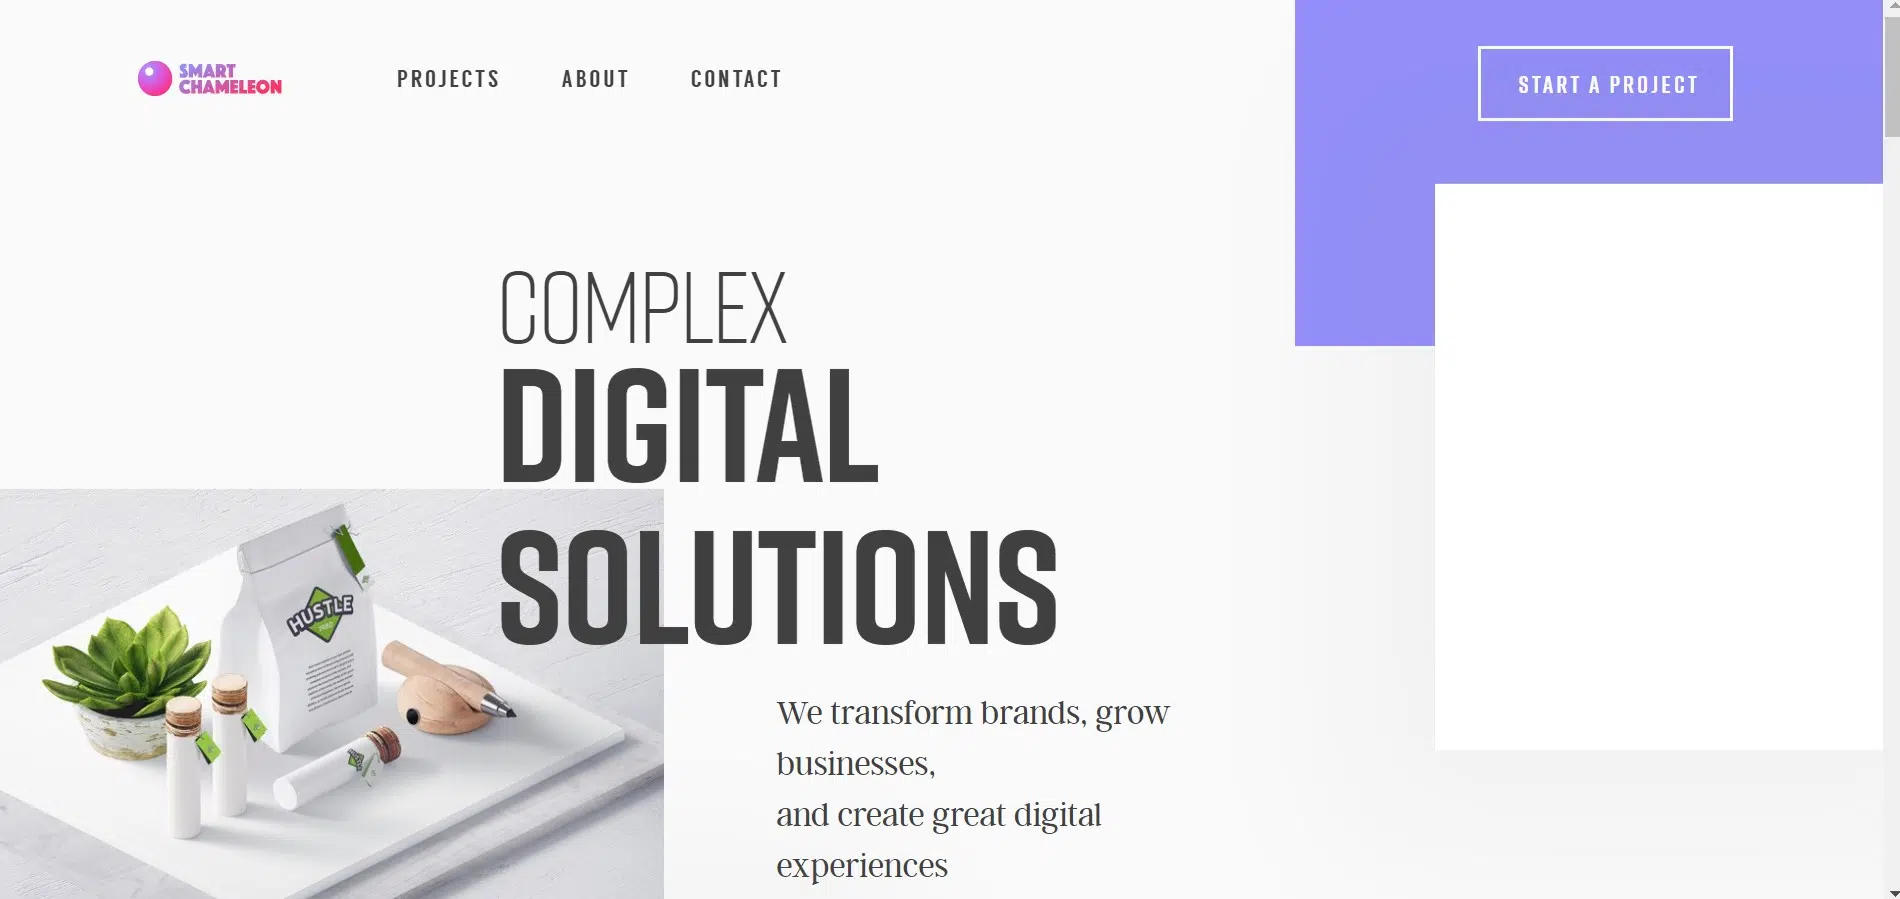 SMART
CHAMELEON
PROJECTS
ABOUT
CONTACT
START A PROJECT
COMPLEX
DIGITAL
SOLUTIONS
HUSTLE
We transform brands, grow
businesses,
and create great digital
experiences